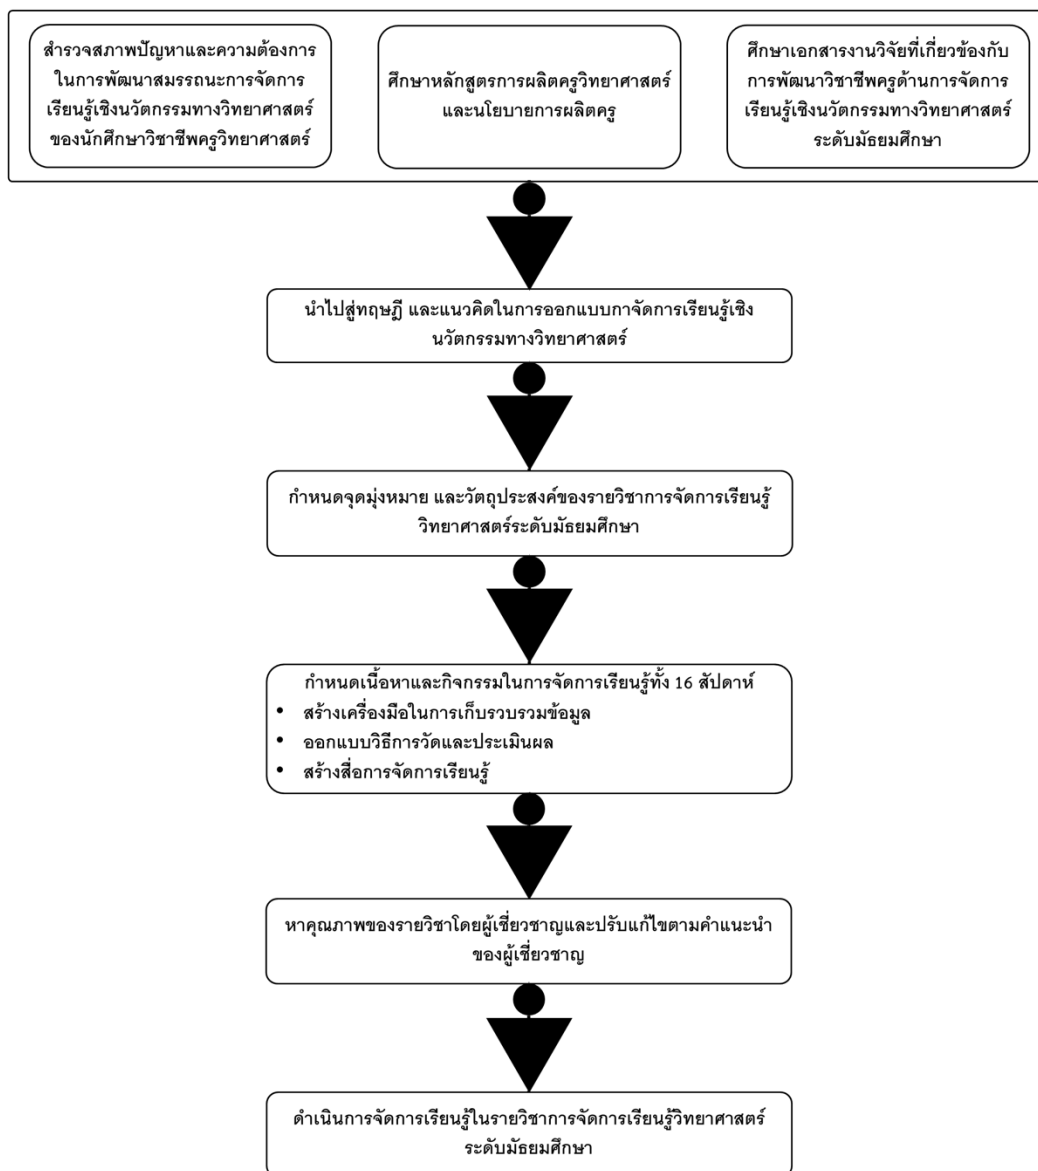 สำรวจสภาพปัญหาและความต้องการ
ในการพัฒนาสมรรถนะการจัดการ
เรียนรู้เชิงนวัตกรรมทางวิทยาศาสตร์
ของนักศึกษาวิชาชีพครูวิทยาศาสตร์
ศึกษาหลักสูตรการผลิตครูวิทยาศาสตร์
และนโยบายการผลิตครู
ศึกษาเอกสารงานวิจัยที่เกี่ยวข้องกับ
การพัฒนาวิชาชีพครูด้านการจัดการ
เรียนรู้เชิงนวัตกรรมทางวิทยาศาสตร์
ระดับมัธยมศึกษา
นำไปสู่ทฤษฎี และแนวคิดในการออกแบบกาจัดการเรียนรู้เชิง
นวัตกรรมทางวิทยาศาสตร์
กำหนดจุดมุ่งหมาย และวัตถุประสงค์ของรายวิชาการจัดการเรียนรู้
วิทยาศาสตร์ระดับมัธยมศึกษา
กำหนดเนื้อหาและกิจกรรมในการจัดการเรียนรู้ทั้ง 16 สัปดาห์
• สร้างเครื่องมือในการเก็บรวบรวมข้อมูล
• ออกแบบวิธีการวัดและประเมินผล
• สร้างสื่อการจัดการเรียนรู้
หาคุณภาพของรายวิชาโดยผู้เชี่ยวชาญและปรับแก้ไขตามคำแนะนำ
ของผู้เชี่ยวชาญ
ดำเนินการจัดการเรียนรู้ในรายวิชาการจัดการเรียนรู้วิทยาศาสตร์
ระดับมัธยมศึกษา